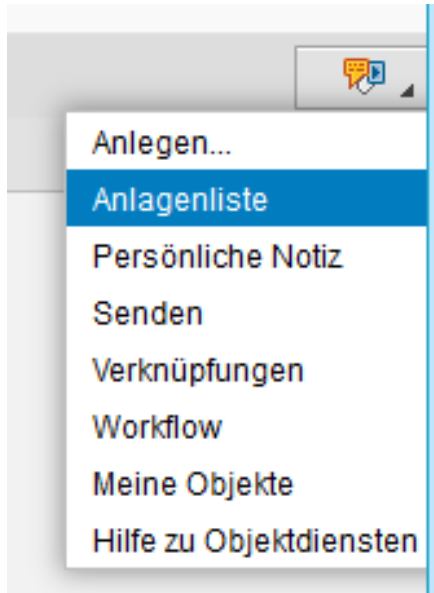 Anlegen...
Anlagenliste
Persönliche Notiz
Senden
Verknüpfungen
Workflow
Meine Objekte
Hilfe zu Objektdiensten